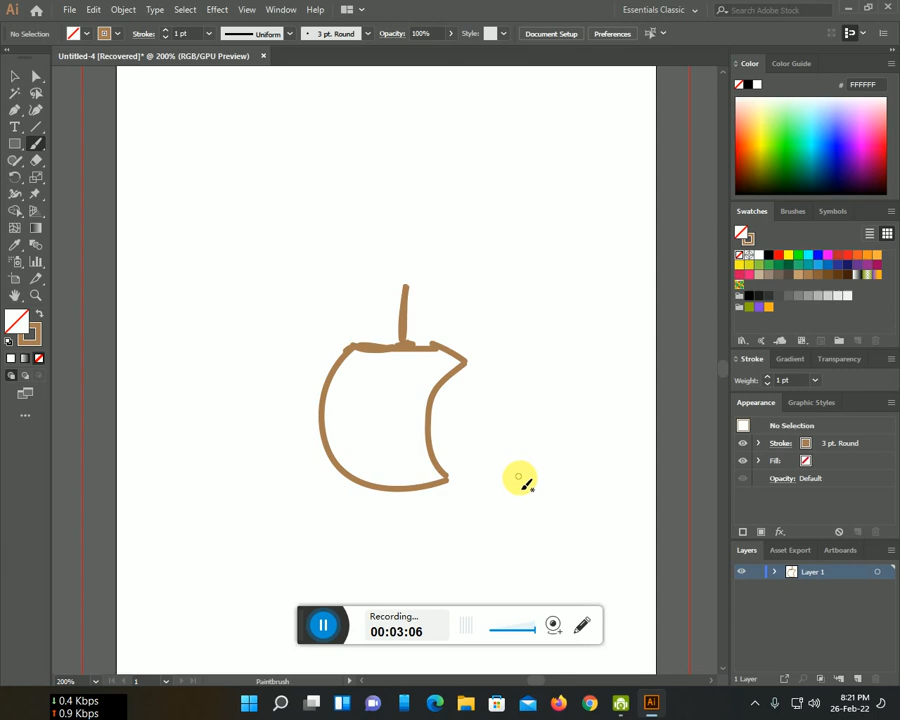 Ai File Edit Object Type Select Effect View Window Help Essentials Classic Search Adobe Stock
No Selection Stroke: 1 pt Uniform 3 pt. Round Opacity: 100% Style: Document Setup Preferences
Untitled-4 [Recovered]* @ 200% (RGB/GPU Preview) ×
Color Color Guide
# FFFFFF
Swatches Brushes Symbols
Stroke Gradient Transparency
Weight: 1 pt
Appearance Graphic Styles
No Selection
Stroke: 3 pt. Round
Fill:
Opacity: Default
fx
Layers Asset Export Artboards
Layer 1
Recording...
00:03:06
200% 1 Paintbrush
1 Layer
0.4 Kbps
0.9 Kbps
Ai
8:21 PM
26-Feb-22